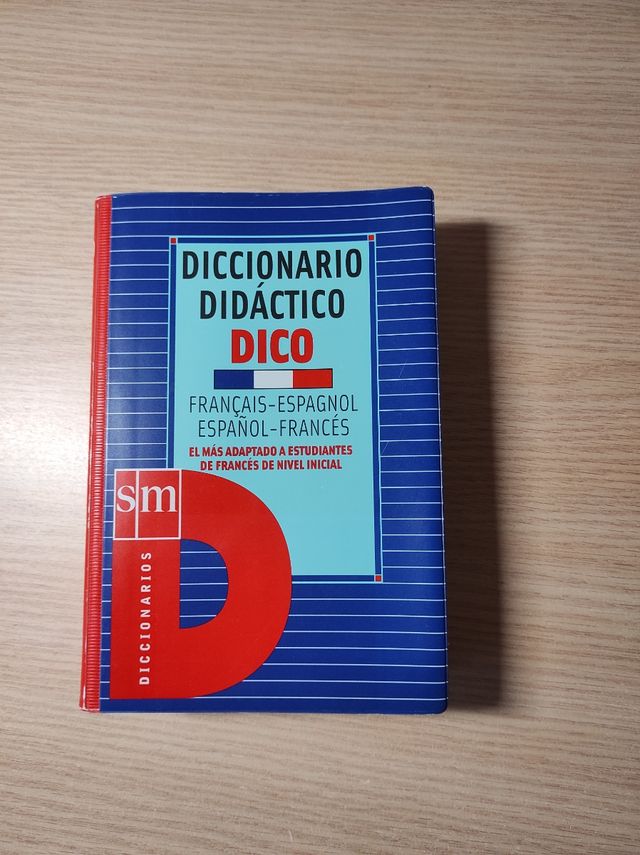 DICCIONARIO
DIDÁCTICO
DICO
FRANÇAIS-ESPAGNOL
ESPAÑOL-FRANCÉS
EL MÁS ADAPTADO A ESTUDIANTES
DE FRANCÉS DE NIVEL INICIAL
sm
DICCIONARIOS
D